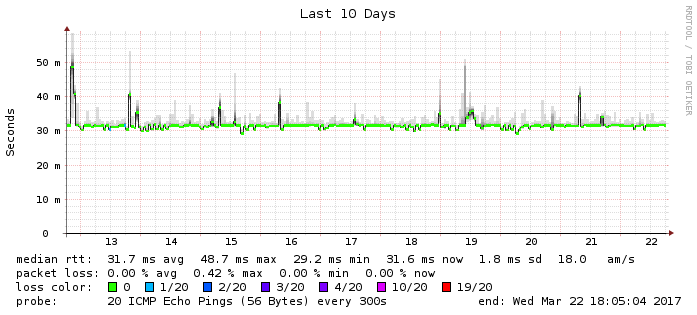 Last 10 Days
RRDTOOL / TOBI OETIKER
Seconds
50 m
40 m
30 m
20 m
10 m
0
13 14 15 16 17 18 19 20 21 22
median rtt: 31.7 ms avg 48.7 ms max 29.2 ms min 31.6 ms now 1.8 ms sd 18.0 am/s
packet loss: 0.00 % avg 0.42 % max 0.00 % min 0.00 % now
loss color: 0 1/20 2/20 3/20 4/20 10/20 19/20
probe: 20 ICMP Echo Pings (56 Bytes) every 300s end: Wed Mar 22 18:05:04 2017